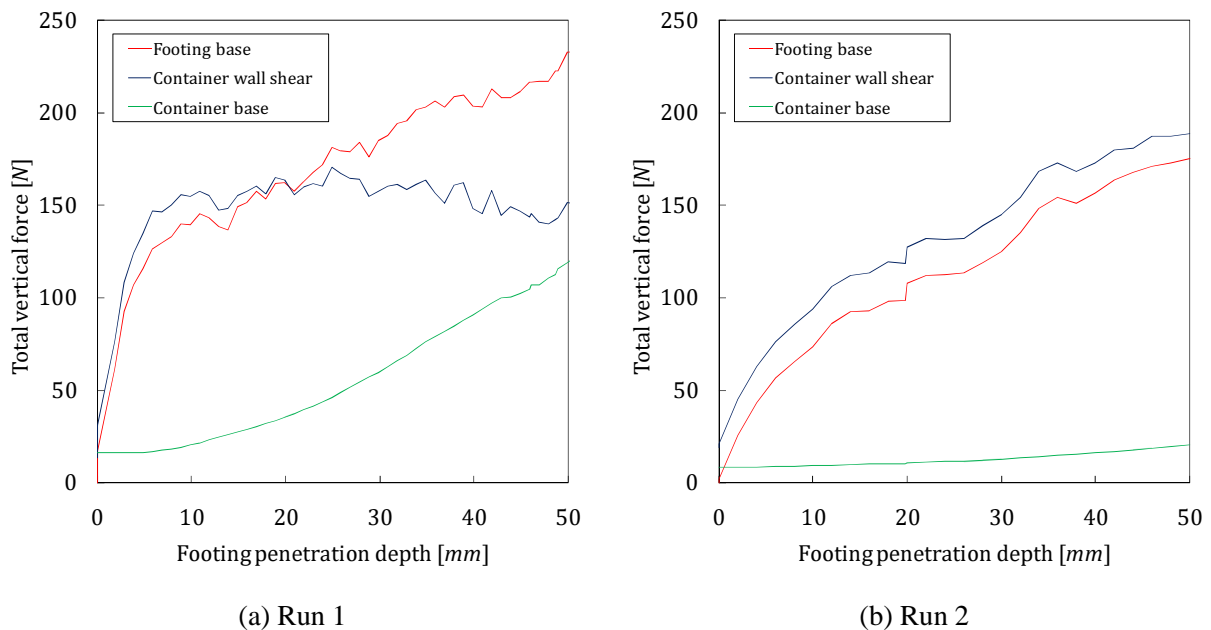 250
200
150
100
50
0
Total vertical force [N]
Footing base
Container wall shear
Container base
0 10 20 30 40 50
Footing penetration depth [mm]
(a) Run 1
250
200
150
100
50
0
Total vertical force [N]
Footing base
Container wall shear
Container base
0 10 20 30 40 50
Footing penetration depth [mm]
(b) Run 2